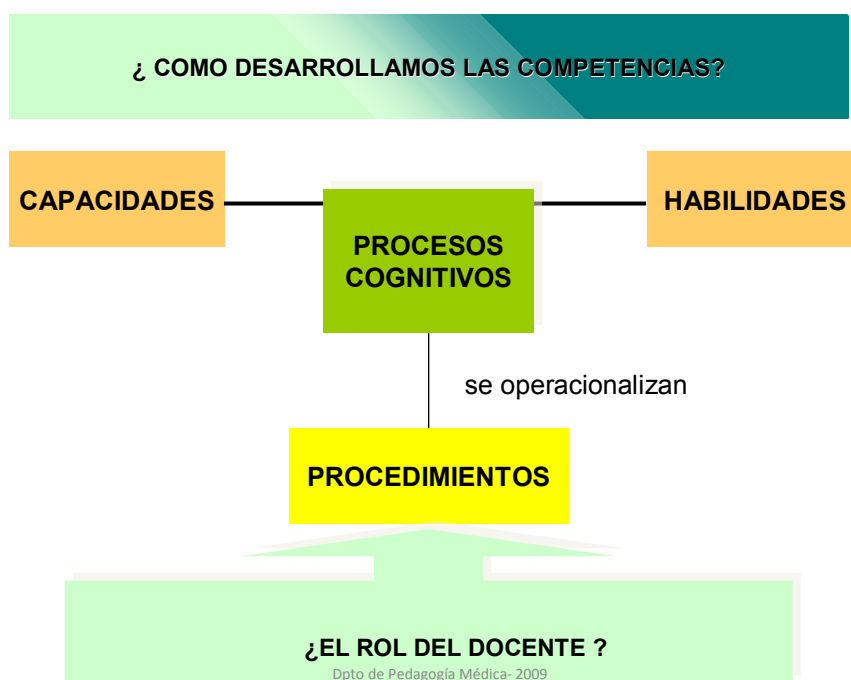 ¿ COMO DESARROLLAMOS LAS COMPETENCIAS?
CAPACIDADES
HABILIDADES
PROCESOS
COGNITIVOS
se operacionalizan
PROCEDIMIENTOS
¿EL ROL DEL DOCENTE ?
Dpto de Pedagogía Médica- 2009